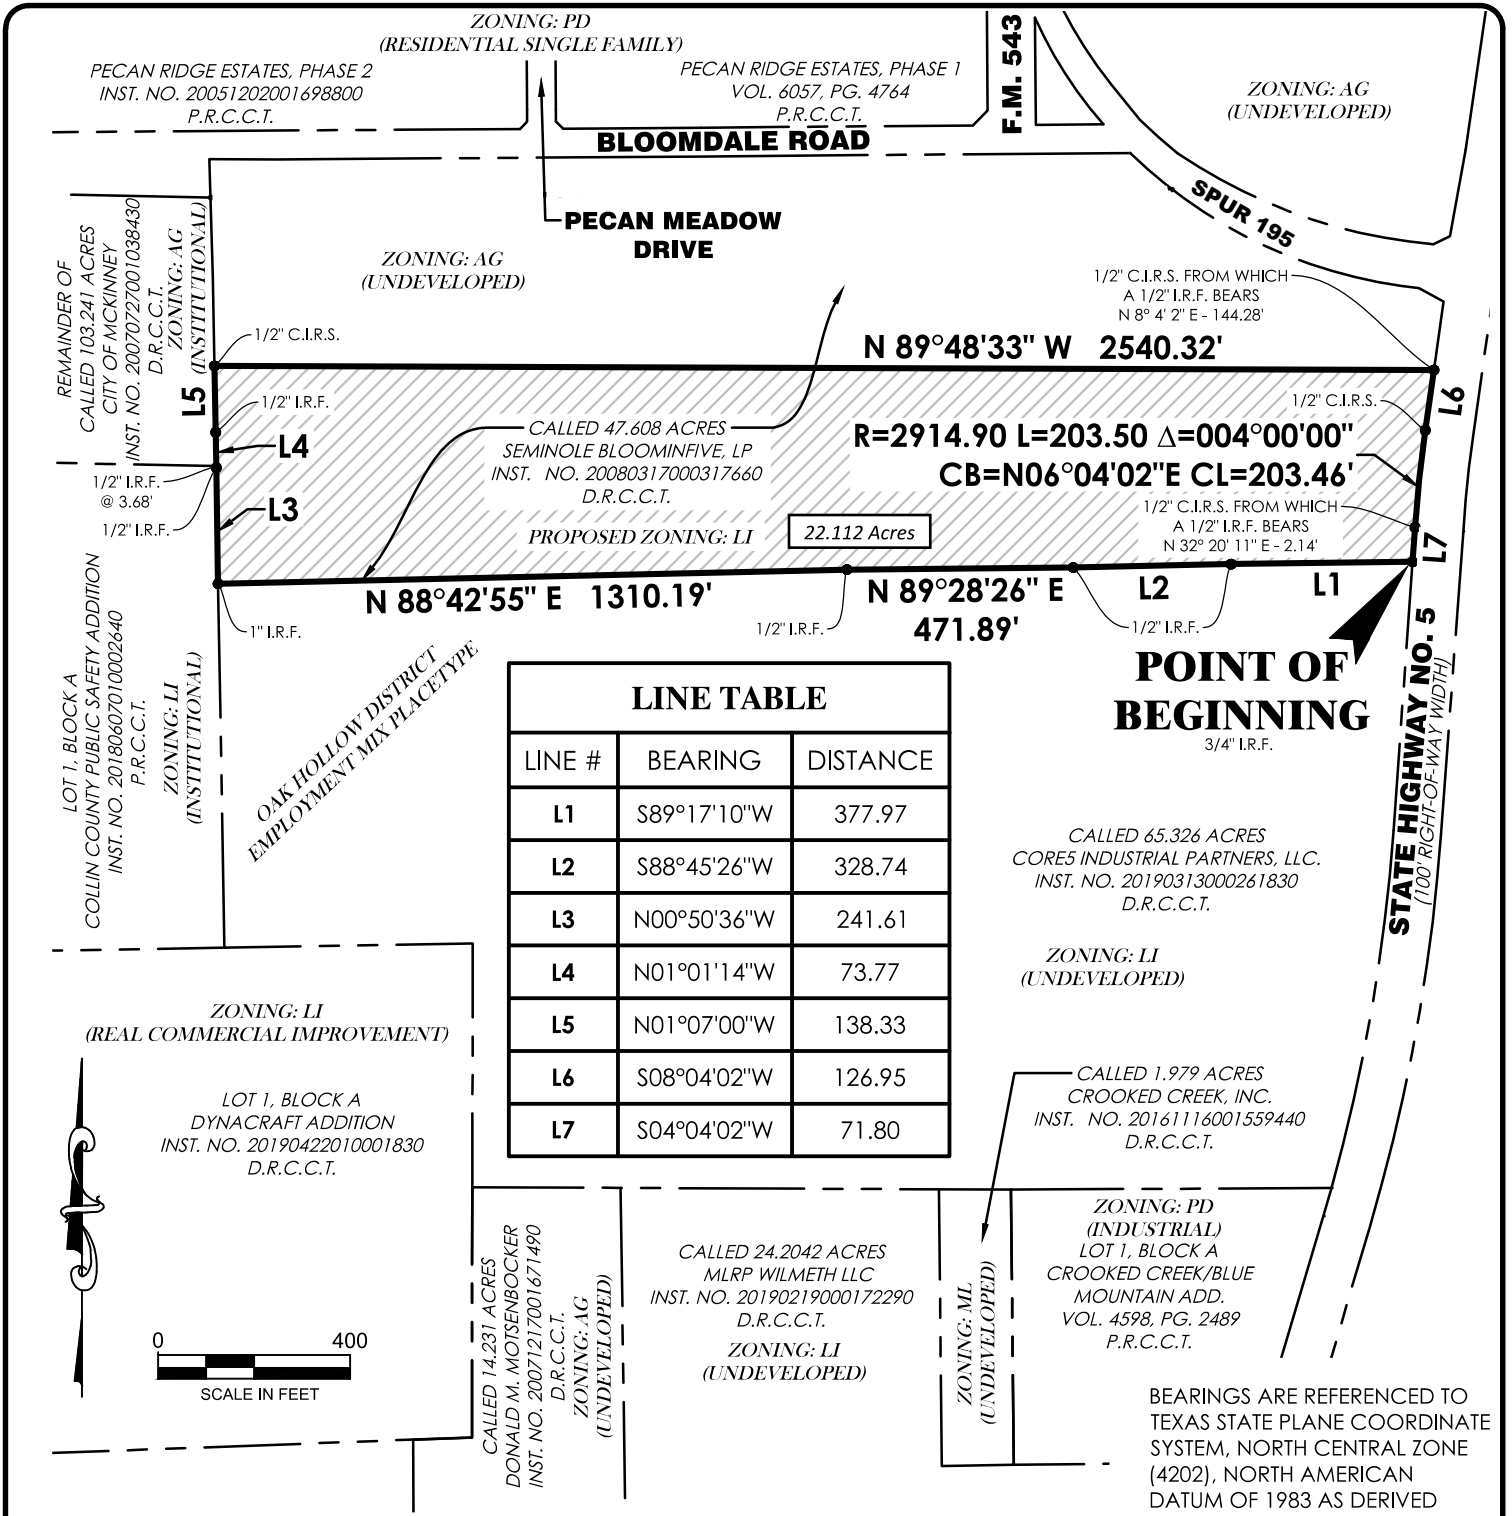 ZONING: PD
(RESIDENTIAL SINGLE FAMILY)
PECAN RIDGE ESTATES, PHASE 2
INST. NO. 20051202001698800
P.R.C.C.T.
PECAN RIDGE ESTATES, PHASE 1
VOL. 6057, PG. 4764
P.R.C.C.T.
F.M. 543
ZONING: AG
(UNDEVELOPED)
BLOOMDALE ROAD
SPUR 195
PECAN MEADOW
DRIVE
ZONING: AG
(UNDEVELOPED)
REMAINDER OF
CALLED 103.241 ACRES
CITY OF MCKINNEY
INST. NO. 20070727001038430
D.R.C.C.T.
ZONING: AG
(INSTITUTIONAL)
1/2" C.I.R.S. FROM WHICH
A 1/2" I.R.F. BEARS
N 8° 4' 2" E - 144.28'
1/2" C.I.R.S.
N 89°48'33" W 2540.32'
L5
L6
1/2" I.R.F.
1/2" C.I.R.S.
L4
CALLED 47.608 ACRES
SEMINOLE BLOOMINFIVE, LP
INST. NO. 20080317000317660
D.R.C.C.T.
R=2914.90 L=203.50 Δ=004°00'00"
CB=N06°04'02"E CL=203.46'
1/2" I.R.F.
@ 3.68'
1/2" I.R.F.
L3
1/2" C.I.R.S. FROM WHICH
A 1/2" I.R.F. BEARS
N 32° 20' 11" E - 2.14'
PROPOSED ZONING: LI
22.112 Acres
L7
N 88°42'55" E 1310.19'
N 89°28'26" E
471.89'
L2
L1
1" I.R.F.
1/2" I.R.F.
1/2" I.R.F.
POINT OF
BEGINNING
3/4" I.R.F.
STATE HIGHWAY NO. 5
(100' RIGHT-OF-WAY WIDTH)
LOT 1, BLOCK A
COLLIN COUNTY PUBLIC SAFETY ADDITION
INST. NO. 20180607010002640
P.R.C.C.T.
ZONING: LI
(INSTITUTIONAL)
OAK HOLLOW DISTRICT
EMPLOYMENT MIX PLACETYPE
LINE TABLE
LINE # BEARING DISTANCE
L1 S89°17'10"W 377.97
L2 S88°45'26"W 328.74
L3 N00°50'36"W 241.61
L4 N01°01'14"W 73.77
L5 N01°07'00"W 138.33
L6 S08°04'02"W 126.95
L7 S04°04'02"W 71.80
CALLED 65.326 ACRES
CORE5 INDUSTRIAL PARTNERS, LLC.
INST. NO. 20190313000261830
D.R.C.C.T.
ZONING: LI
(UNDEVELOPED)
ZONING: LI
(REAL COMMERCIAL IMPROVEMENT)
LOT 1, BLOCK A
DYNACRAFT ADDITION
INST. NO. 20190422010001830
D.R.C.C.T.
CALLED 1.979 ACRES
CROOKED CREEK, INC.
INST. NO. 20161116001559440
D.R.C.C.T.
0 400
SCALE IN FEET
CALLED 14.231 ACRES
DONALD M. MOTSENBOCKER
INST. NO. 20071217001671490
D.R.C.C.T.
ZONING: AG
(UNDEVELOPED)
CALLED 24.2042 ACRES
MLRP WILMETH LLC
INST. NO. 20190219000172290
D.R.C.C.T.
ZONING: LI
(UNDEVELOPED)
ZONING: ML
(UNDEVELOPED)
ZONING: PD
(INDUSTRIAL)
LOT 1, BLOCK A
CROOKED CREEK/BLUE
MOUNTAIN ADD.
VOL. 4598, PG. 2489
P.R.C.C.T.
BEARINGS ARE REFERENCED TO
TEXAS STATE PLANE COORDINATE
SYSTEM, NORTH CENTRAL ZONE
(4202), NORTH AMERICAN
DATUM OF 1983 AS DERIVED